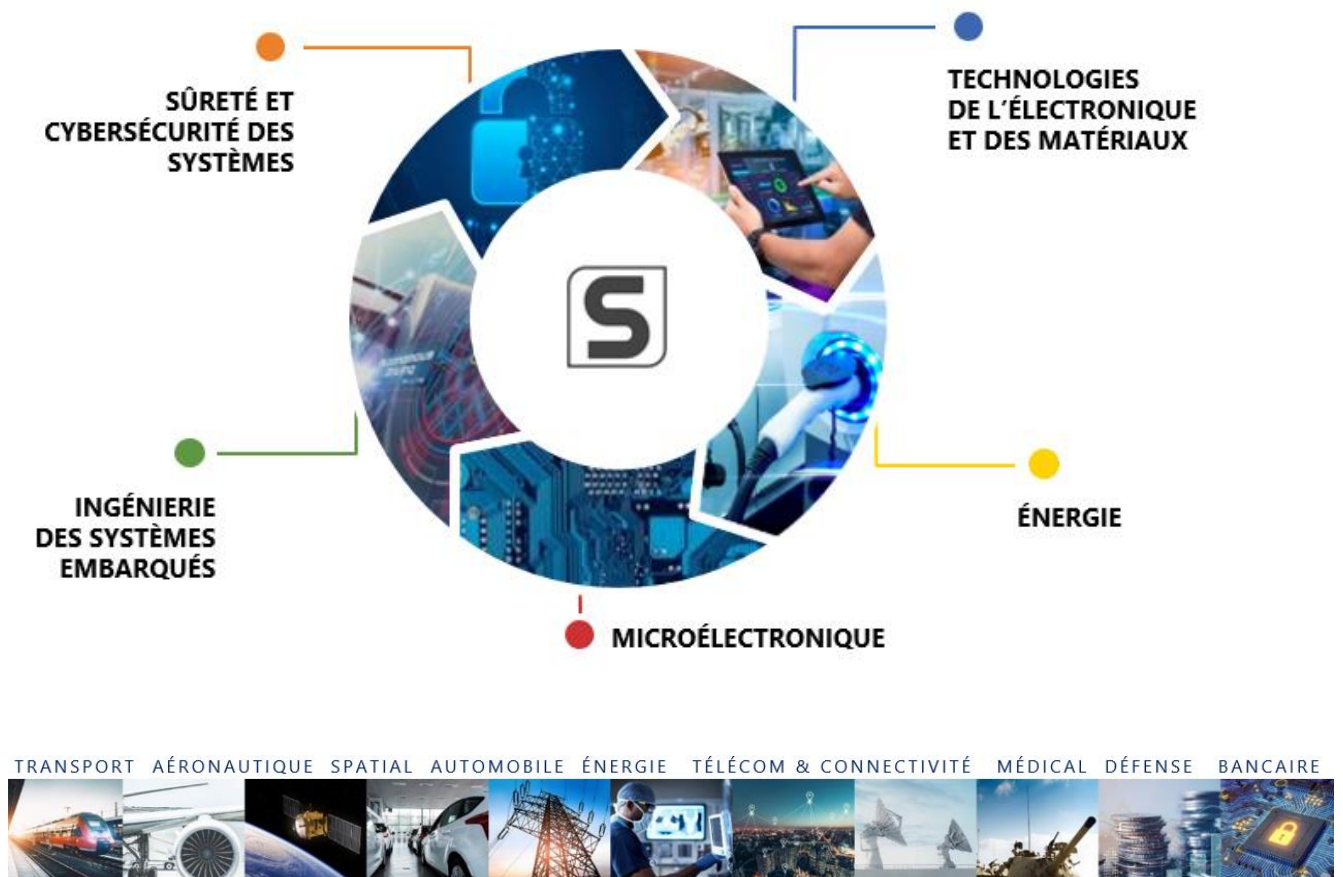 SÛRETÉ ET
CYBERSÉCURITÉ DES
SYSTÈMES
TECHNOLOGIES
DE L'ÉLECTRONIQUE
ET DES MATÉRIAUX
S
INGÉNIERIE
DES SYSTÈMES
EMBARQUÉS
ÉNERGIE
MICROÉLECTRONIQUE
TRANSPORT AÉRONAUTIQUE SPATIAL AUTOMOBILE ÉNERGIE TÉLÉCOM & CONNECTIVITÉ MÉDICAL DÉFENSE BANCAIRE